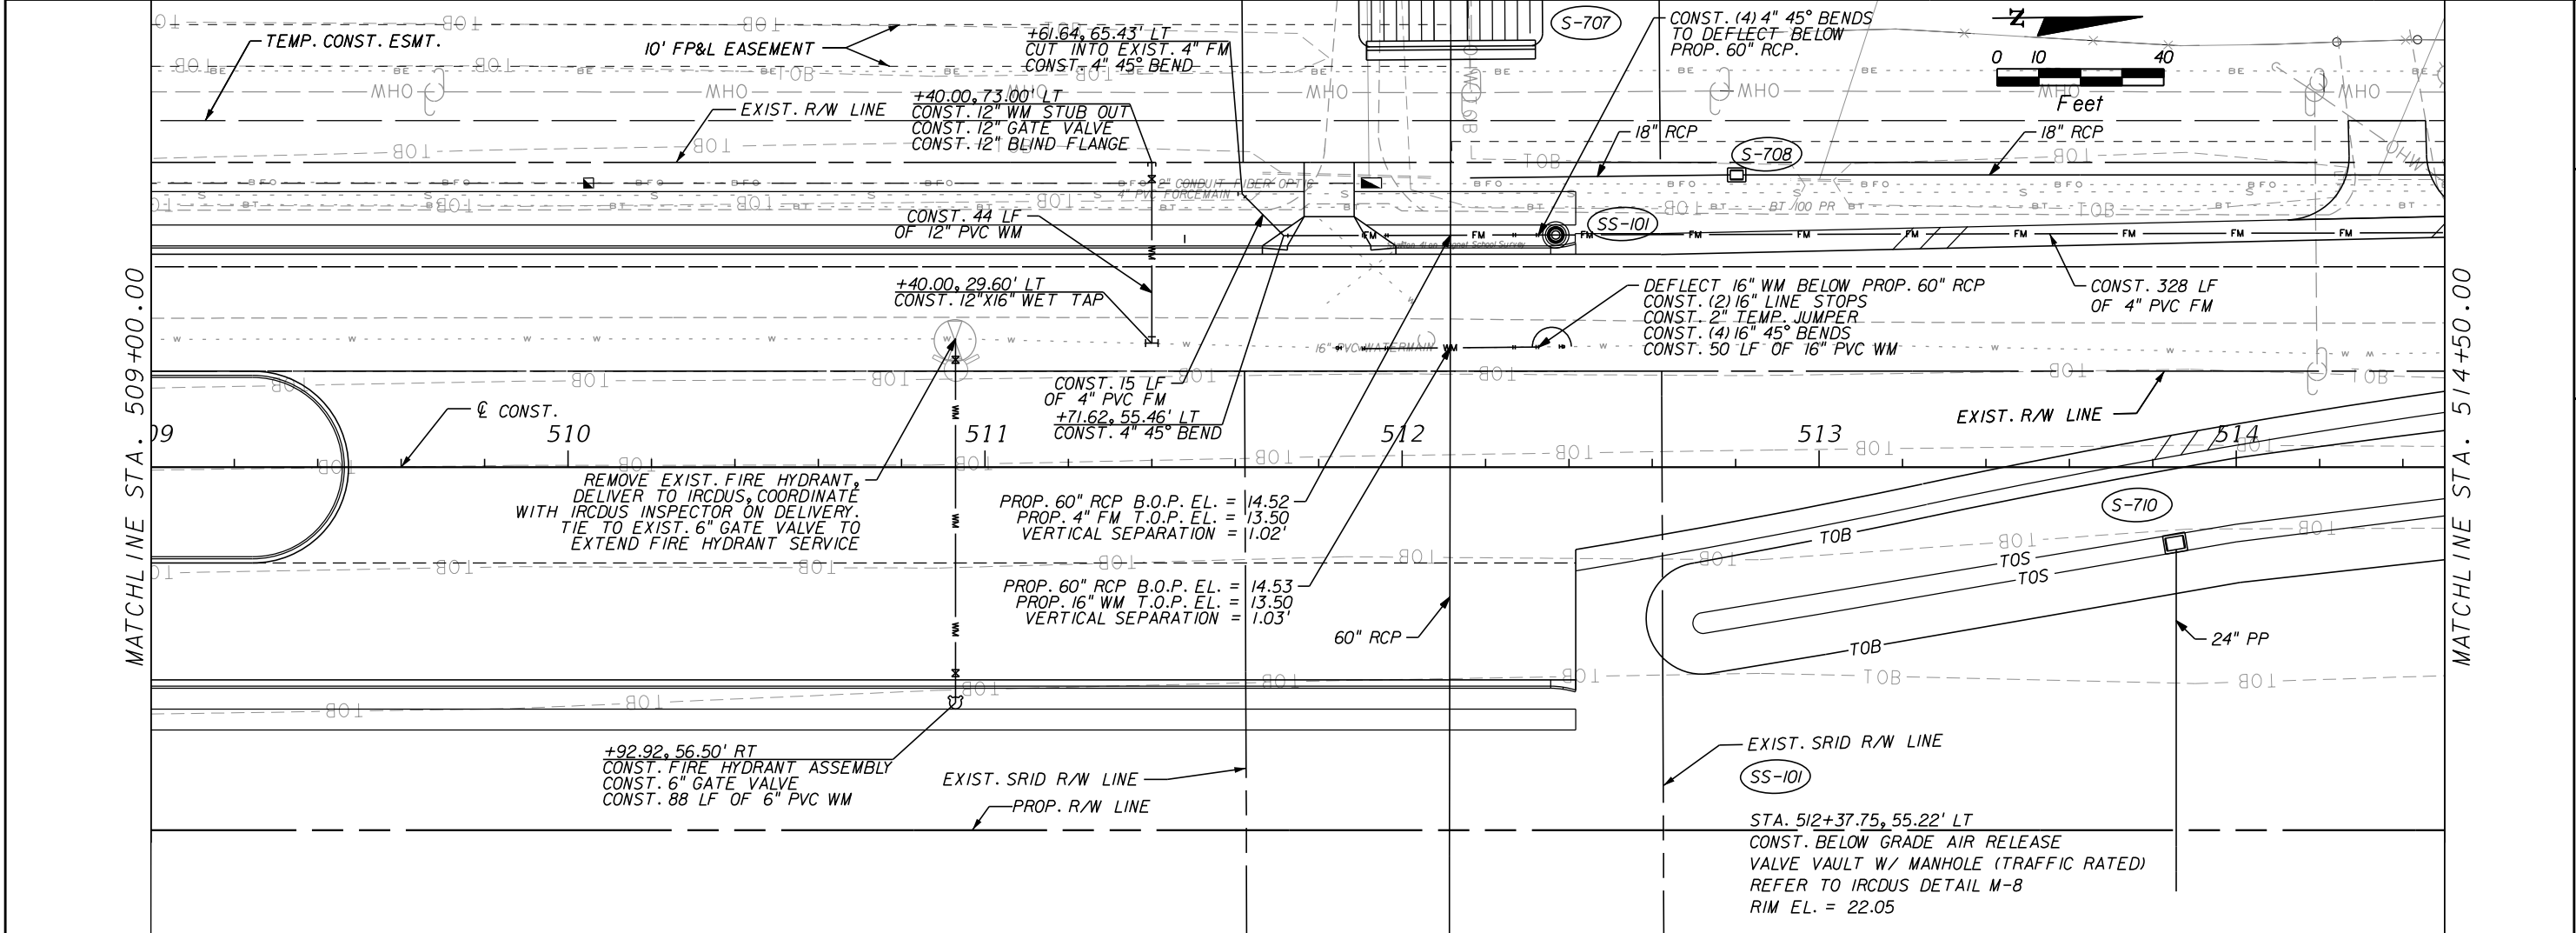 TEMP. CONST. ESMT.
10' FP&L EASEMENT
+61.64, 65.43' LT
CUT INTO EXIST. 4" FM
CONST. 4" 45° BEND
S-707
CONST. (4) 4" 45° BENDS
TO DEFLECT BELOW
PROP. 60" RCP.
Z
0 10 40
Feet
EXIST. R/W LINE
+40.00, 73.00' LT
CONST. 12" WM STUB OUT
CONST. 12" GATE VALVE
CONST. 12" BLIND FLANGE
18" RCP
S-708
18" RCP
2" CONDUIT FIBER OPTIC
4" PVC FORCEMAIN
BT 100 PR
CONST. 44 LF
OF 12" PVC WM
SS-101
+40.00, 29.60' LT
CONST. 12"X16" WET TAP
DEFLECT 16" WM BELOW PROP. 60" RCP
CONST. (2) 16" LINE STOPS
CONST. 2" TEMP. JUMPER
CONST. (4) 16" 45° BENDS
CONST. 50 LF OF 16" PVC WM
CONST. 328 LF
OF 4" PVC FM
16" PVC WATERMAIN
CONST. 15 LF
OF 4" PVC FM
+71.62, 55.46' LT
CONST. 4" 45° BEND
EXIST. R/W LINE
MATCHLINE STA. 509+00.00
MATCHLINE STA. 514+50.00
℄ CONST.
09 510 511 512 513 514
REMOVE EXIST. FIRE HYDRANT,
DELIVER TO IRCDUS, COORDINATE
WITH IRCDUS INSPECTOR ON DELIVERY.
TIE TO EXIST. 6" GATE VALVE TO
EXTEND FIRE HYDRANT SERVICE
PROP. 60" RCP B.O.P. EL. = 14.52
PROP. 4" FM T.O.P. EL. = 13.50
VERTICAL SEPARATION = 1.02'
PROP. 60" RCP B.O.P. EL. = 14.53
PROP. 16" WM T.O.P. EL. = 13.50
VERTICAL SEPARATION = 1.03'
60" RCP
S-710
TOB
TOS
TOS
TOB
24" PP
+92.92, 56.50' RT
CONST. FIRE HYDRANT ASSEMBLY
CONST. 6" GATE VALVE
CONST. 88 LF OF 6" PVC WM
EXIST. SRID R/W LINE
PROP. R/W LINE
EXIST. SRID R/W LINE
SS-101
STA. 512+37.75, 55.22' LT
CONST. BELOW GRADE AIR RELEASE
VALVE VAULT W/ MANHOLE (TRAFFIC RATED)
REFER TO IRCDUS DETAIL M-8
RIM EL. = 22.05